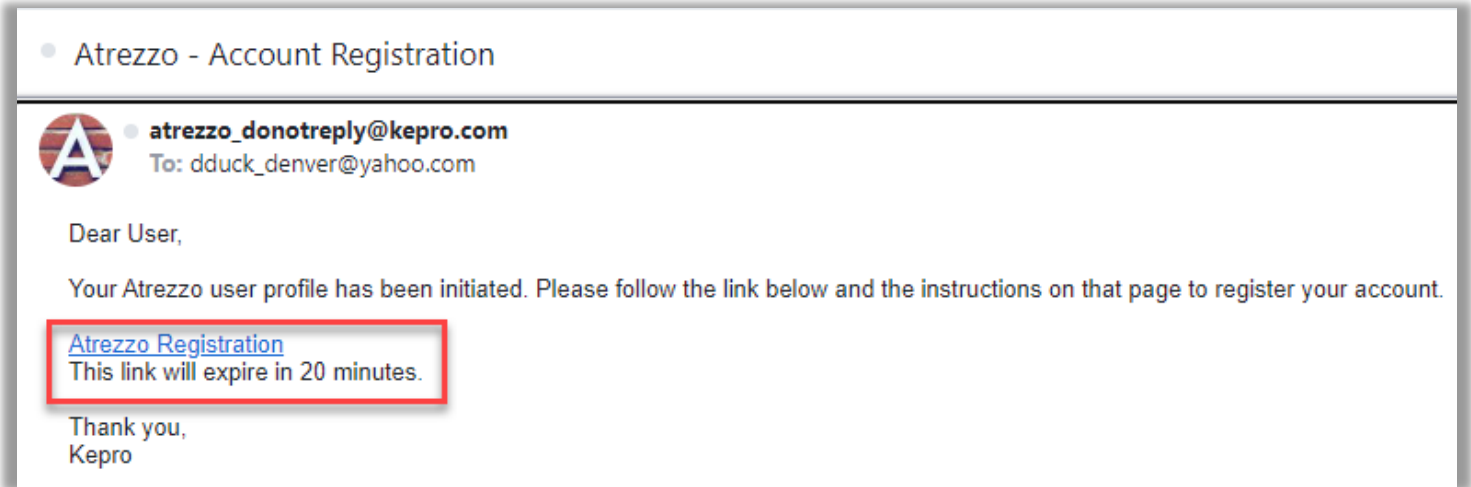 Atrezzo - Account Registration
A
atrezzo_donotreply@kepro.com
To: dduck_denver@yahoo.com
Dear User,
Your Atrezzo user profile has been initiated. Please follow the link below and the instructions on that page to register your account.
Atrezzo Registration
This link will expire in 20 minutes.
Thank you,
Kepro